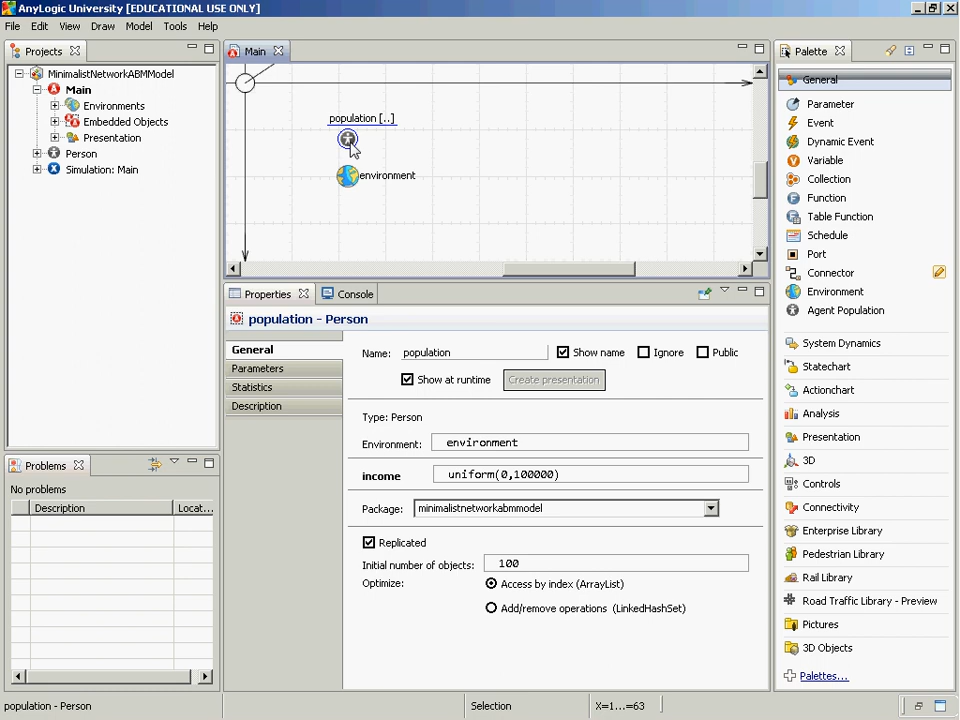 AnyLogic University [EDUCATIONAL USE ONLY]
File Edit View Draw Model Tools Help
Projects
MinimalistNetworkABMModel
Main
Environments
Embedded Objects
Presentation
Person
Simulation: Main
Problems
No problems
Description Locat...
Main
population [..]
environment
Properties Console
population - Person
General
Parameters
Statistics
Description
Name: population Show name Ignore Public
Show at runtime Create presentation
Type: Person
Environment: environment
income uniform(0,100000)
Package: minimalistnetworkabmmodel
Replicated
Initial number of objects: 100
Optimize: Access by index (ArrayList)
Add/remove operations (LinkedHashSet)
Palette
General
Parameter
Event
Dynamic Event
Variable
Collection
Function
Table Function
Schedule
Port
Connector
Environment
Agent Population
System Dynamics
Statechart
Actionchart
Analysis
Presentation
3D
Controls
Connectivity
Enterprise Library
Pedestrian Library
Rail Library
Road Traffic Library - Preview
Pictures
3D Objects
Palettes...
population - Person Selection X=1...=63